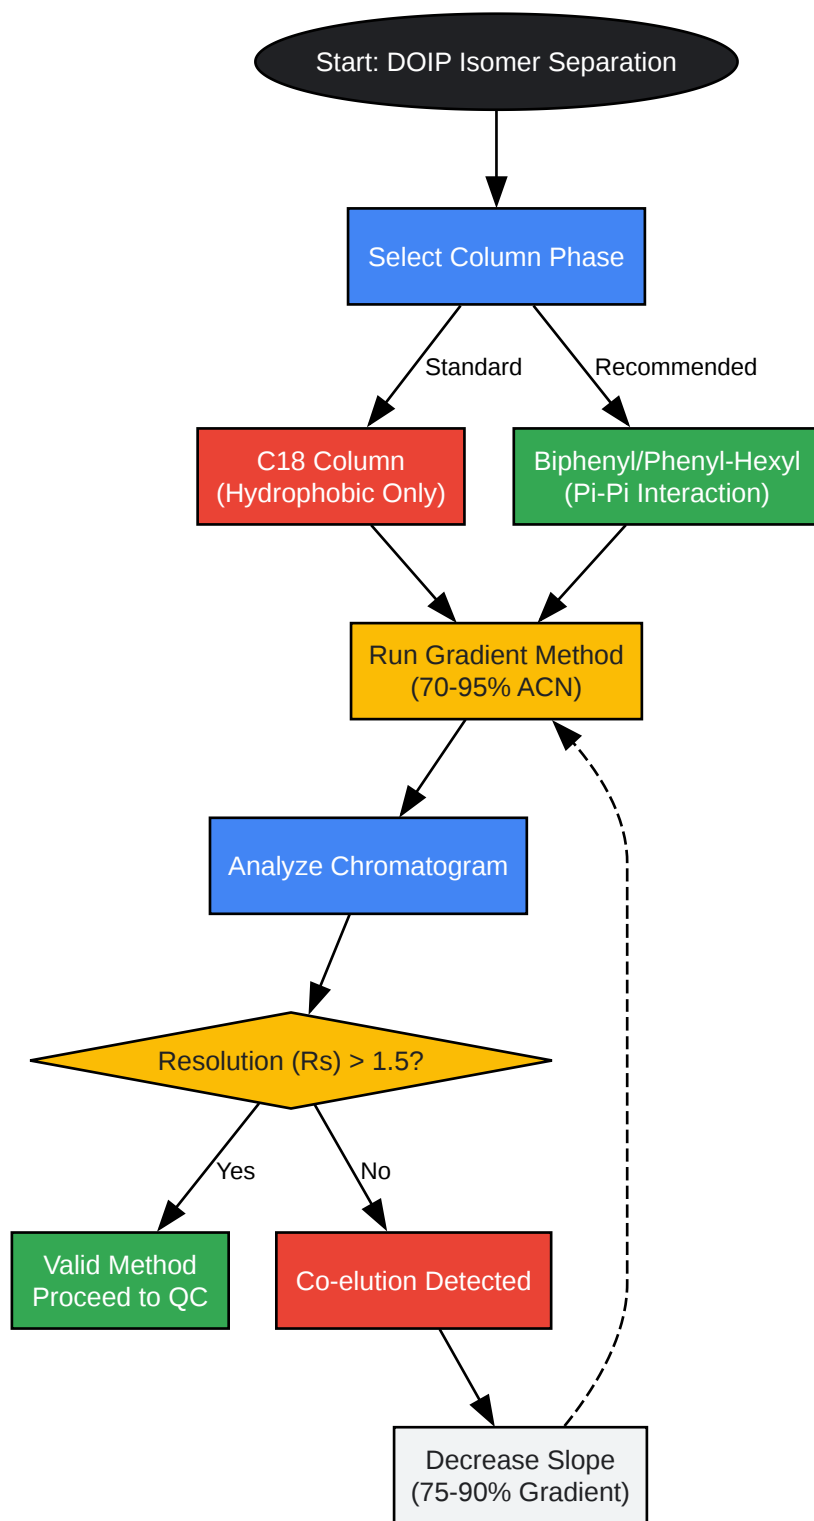 Start: DOIP Isomer Separation
Select Column Phase
Standard
Recommended
C18 Column
(Hydrophobic Only)
Biphenyl/Phenyl-Hexyl
(Pi-Pi Interaction)
Run Gradient Method
(70-95% ACN)
Analyze Chromatogram
Resolution (Rs) > 1.5?
Yes
No
Valid Method
Proceed to QC
Co-elution Detected
Decrease Slope
(75-90% Gradient)